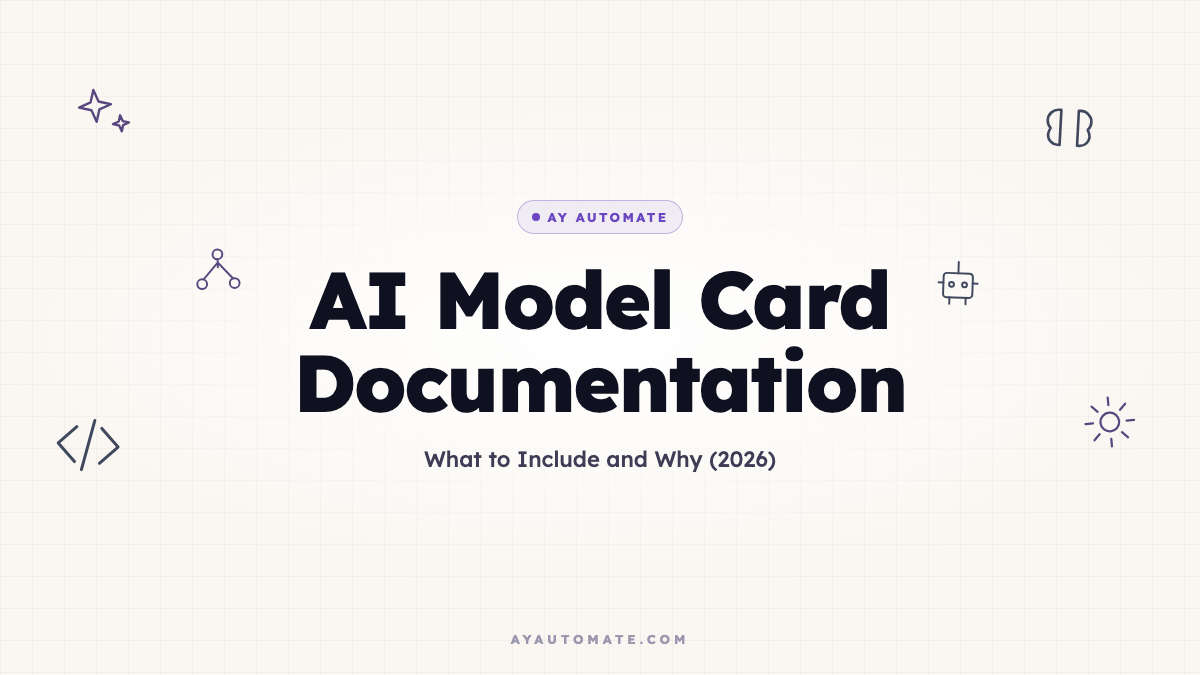 AY AUTOMATE
AI Model Card
Documentation
What to Include and Why (2026)
AYAUTOMATE.COM